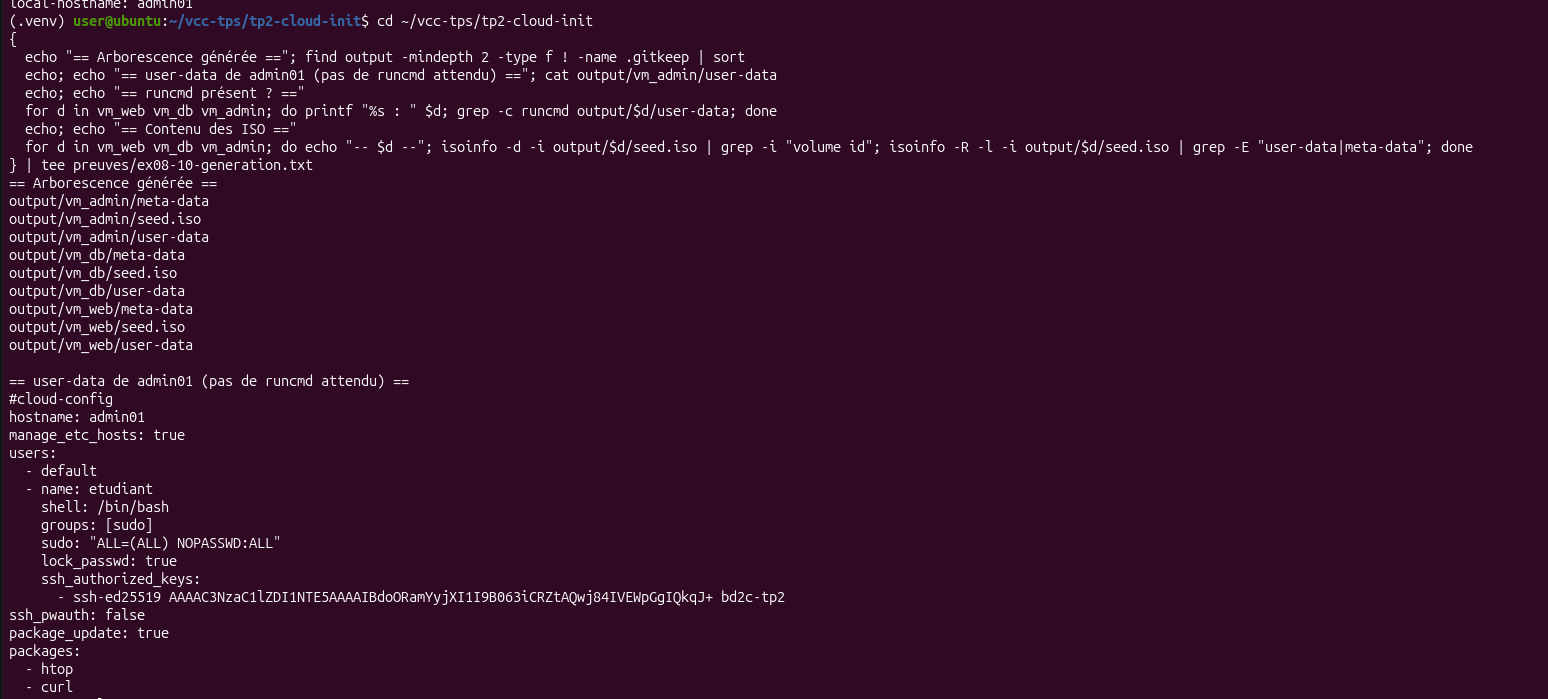 local-hostname: admin01
(.venv) user@ubuntu:~/vcc-tps/tp2-cloud-init$ cd ~/vcc-tps/tp2-cloud-init
{
  echo "== Arborescence générée =="; find output -mindepth 2 -type f ! -name .gitkeep | sort
  echo; echo "== user-data de admin01 (pas de runcmd attendu) =="; cat output/vm_admin/user-data
  echo; echo "== runcmd présent ? =="
  for d in vm_web vm_db vm_admin; do printf "%s : " $d; grep -c runcmd output/$d/user-data; done
  echo; echo "== Contenu des ISO =="
  for d in vm_web vm_db vm_admin; do echo "-- $d --"; isoinfo -d -i output/$d/seed.iso | grep -i "volume id"; isoinfo -R -l -i output/$d/seed.iso | grep -E "user-data|meta-data"; done
} | tee preuves/ex08-10-generation.txt
== Arborescence générée ==
output/vm_admin/meta-data
output/vm_admin/seed.iso
output/vm_admin/user-data
output/vm_db/meta-data
output/vm_db/seed.iso
output/vm_db/user-data
output/vm_web/meta-data
output/vm_web/seed.iso
output/vm_web/user-data

== user-data de admin01 (pas de runcmd attendu) ==
#cloud-config
hostname: admin01
manage_etc_hosts: true
users:
  - default
  - name: etudiant
    shell: /bin/bash
    groups: [sudo]
    sudo: "ALL=(ALL) NOPASSWD:ALL"
    lock_passwd: true
    ssh_authorized_keys:
      - ssh-ed25519 AAAAC3NzaC1lZDI1NTE5AAAAIBdoORamYyjXI1I9B063iCRZtAQwj84IVEWpGgIQkqJ+ bd2c-tp2
ssh_pwauth: false
package_update: true
packages:
  - htop
  - curl